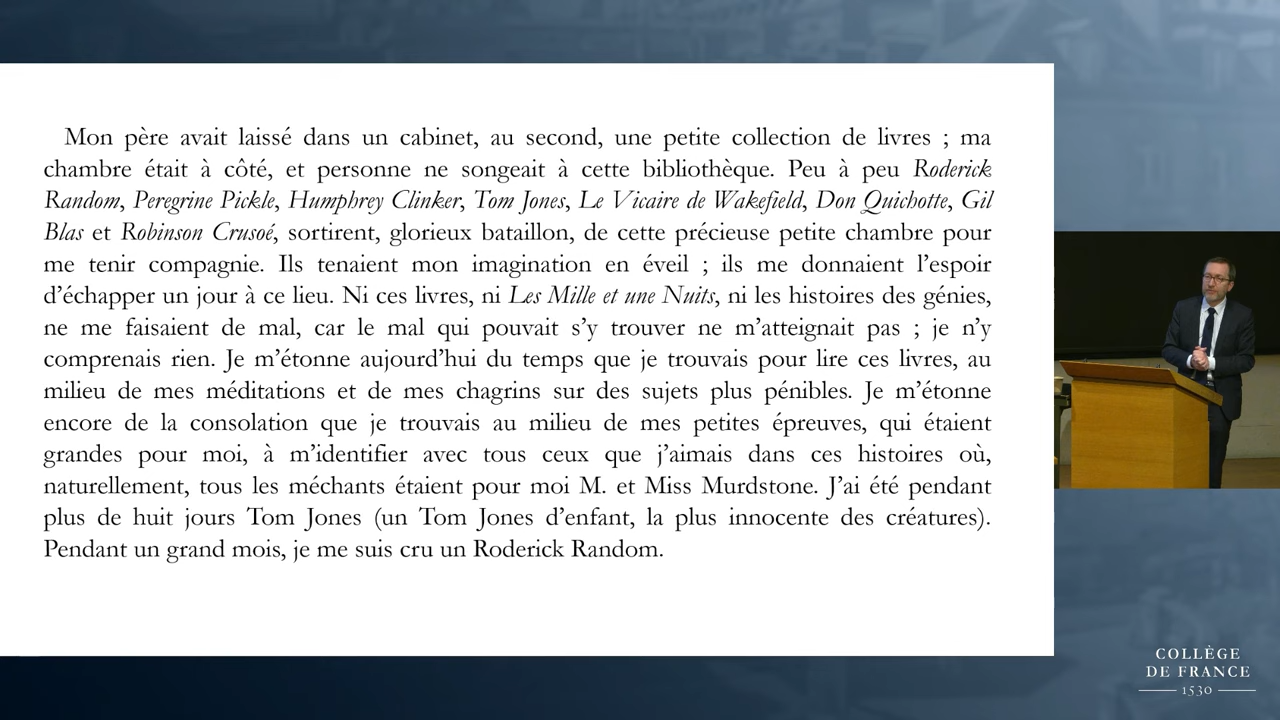 Mon père avait laissé dans un cabinet, au second, une petite collection de livres ; ma
chambre était à côté, et personne ne songeait à cette bibliothèque. Peu à peu Roderick
Random, Peregrine Pickle, Humphrey Clinker, Tom Jones, Le Vicaire de Wakefield, Don Quichotte, Gil
Blas et Robinson Crusoé, sortirent, glorieux bataillon, de cette précieuse petite chambre pour
me tenir compagnie. Ils tenaient mon imagination en éveil ; ils me donnaient l’espoir
d’échapper un jour à ce lieu. Ni ces livres, ni Les Mille et une Nuits, ni les histoires des génies,
ne me faisaient de mal, car le mal qui pouvait s’y trouver ne m’atteignait pas ; je n’y
comprenais rien. Je m’étonne aujourd’hui du temps que je trouvais pour lire ces livres, au
milieu de mes méditations et de mes chagrins sur des sujets plus pénibles. Je m’étonne
encore de la consolation que je trouvais au milieu de mes petites épreuves, qui étaient
grandes pour moi, à m’identifier avec tous ceux que j’aimais dans ces histoires où,
naturellement, tous les méchants étaient pour moi M. et Miss Murdstone. J’ai été pendant
plus de huit jours Tom Jones (un Tom Jones d’enfant, la plus innocente des créatures).
Pendant un grand mois, je me suis cru un Roderick Random.
COLLÈGE
DE FRANCE
1530